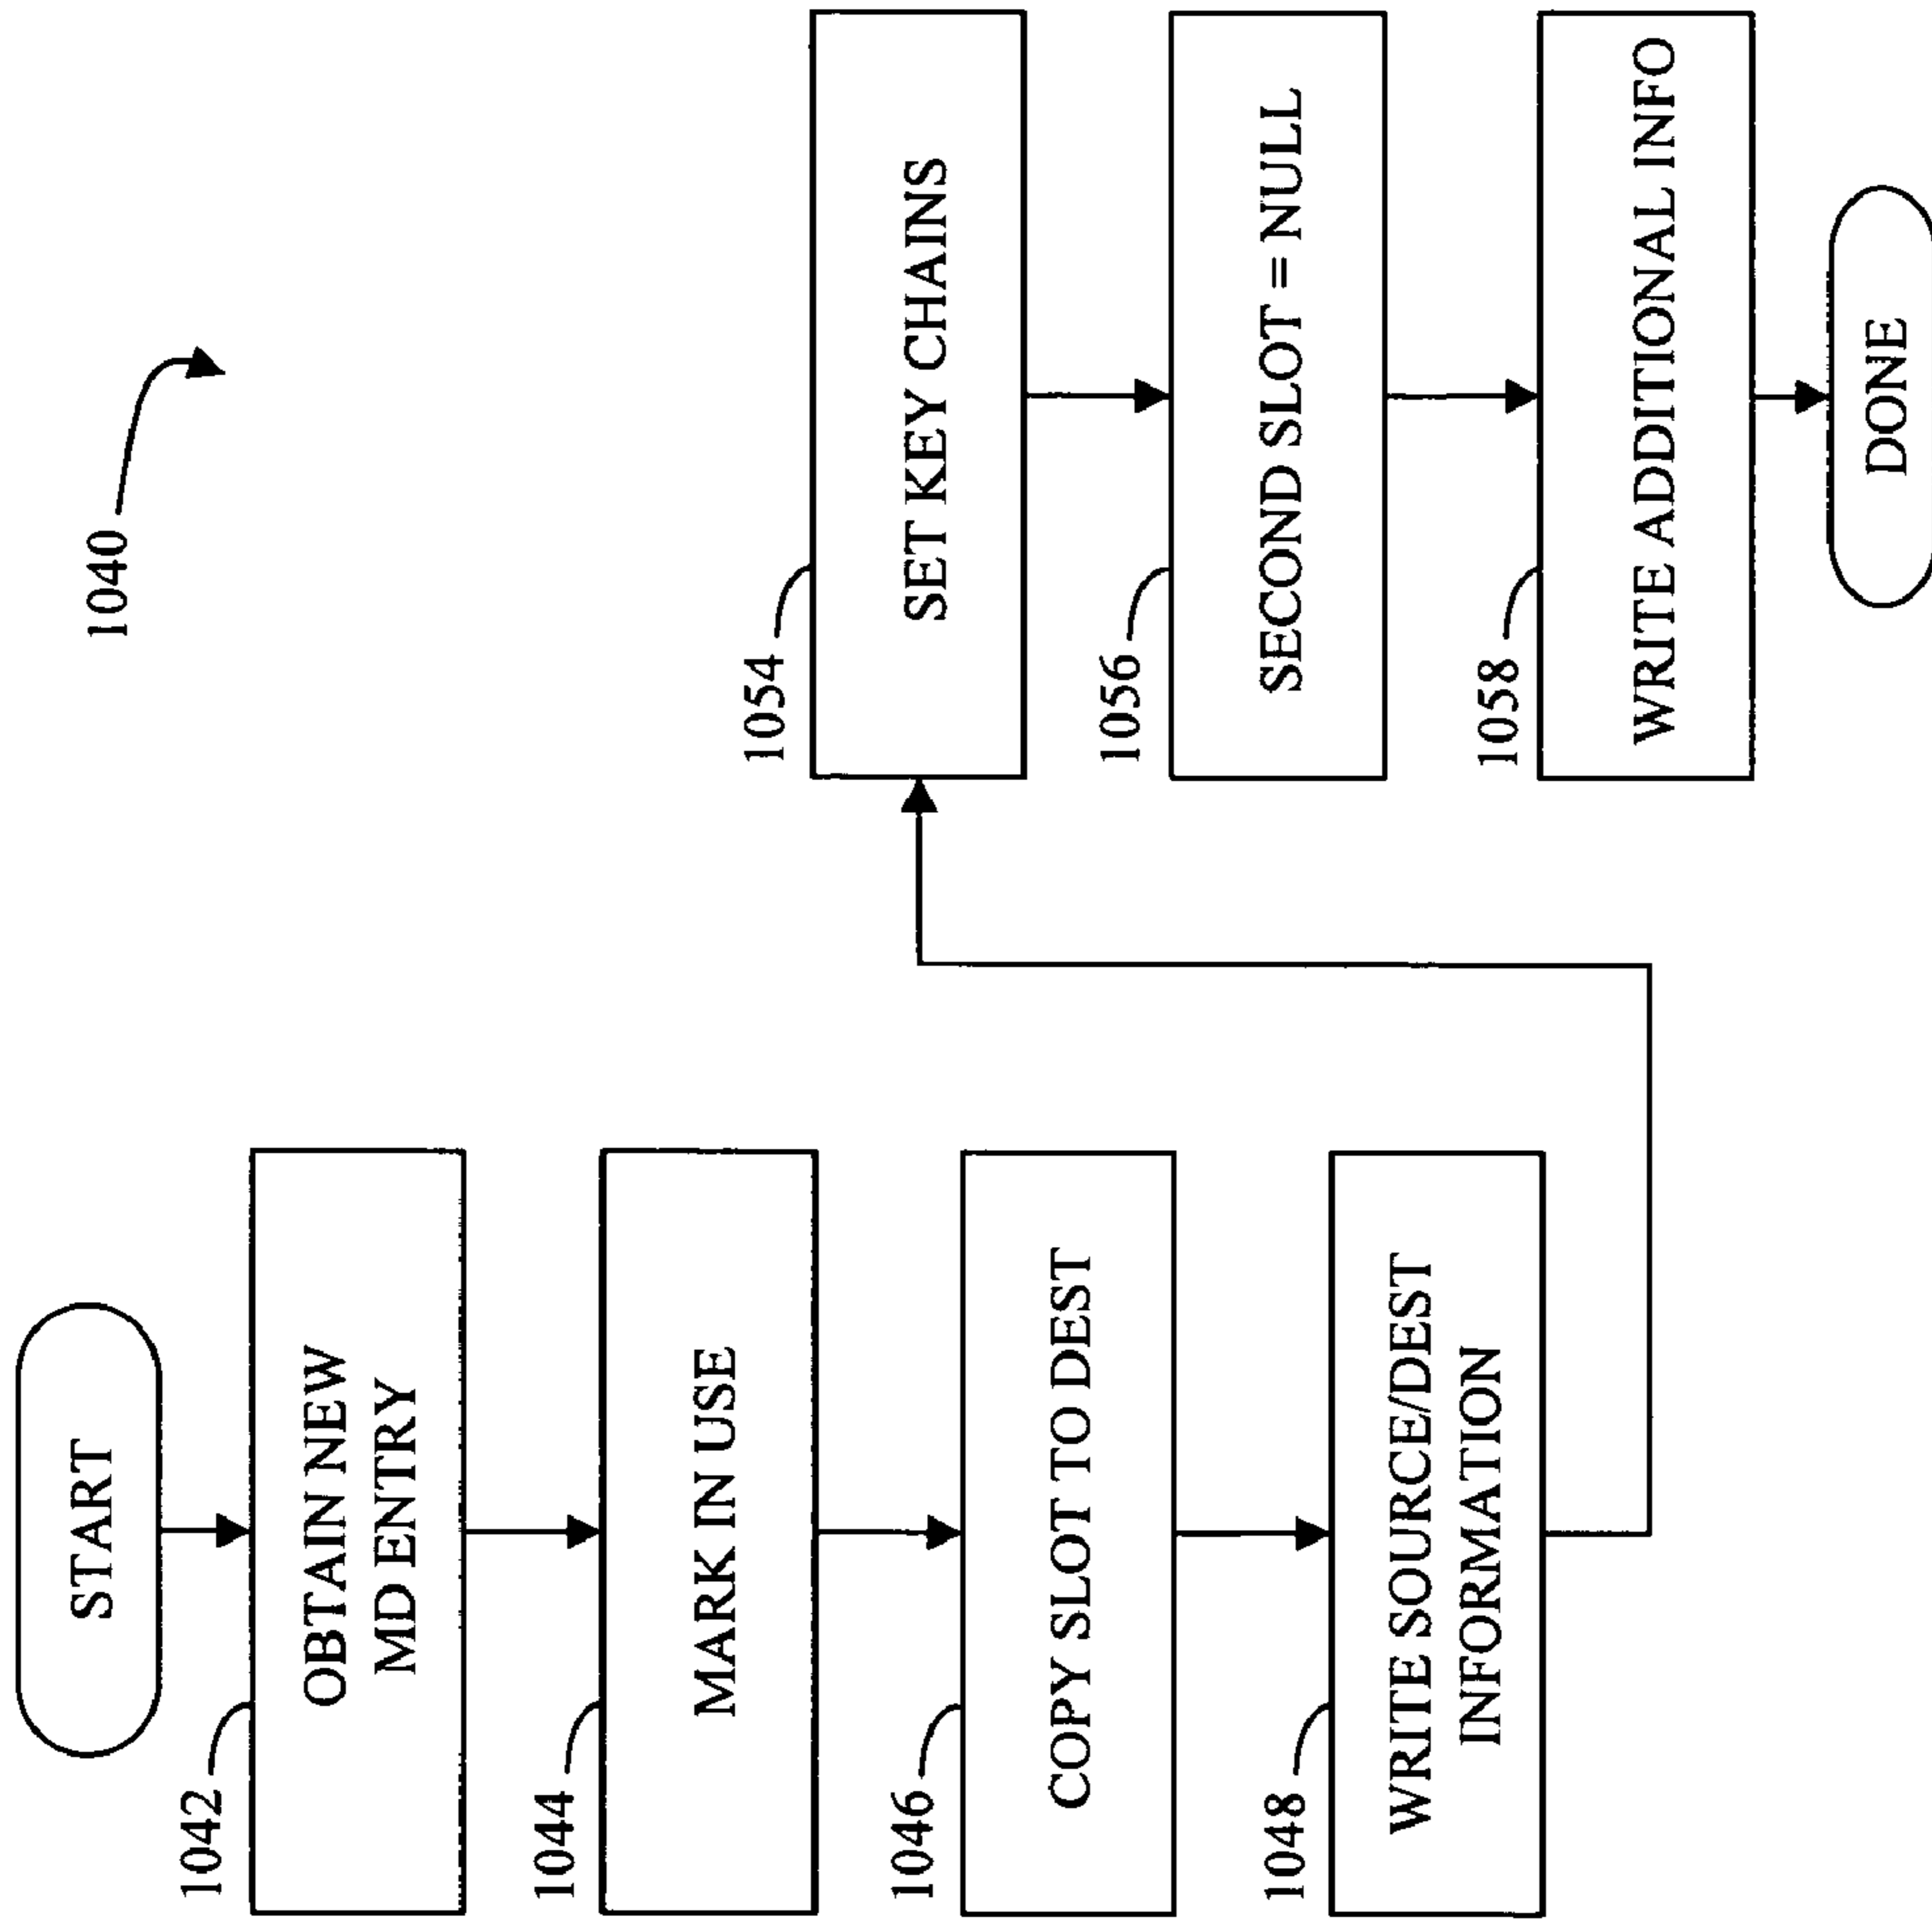 1040
START
1042
OBTAIN NEW
MD ENTRY
1044
MARK IN USE
1046
COPY SLOT TO DEST
1048
WRITE SOURCE/DEST
INFORMATION
1054
SET KEY CHAINS
1056
SECOND SLOT = NULL
1058
WRITE ADDITIONAL INFO
DONE